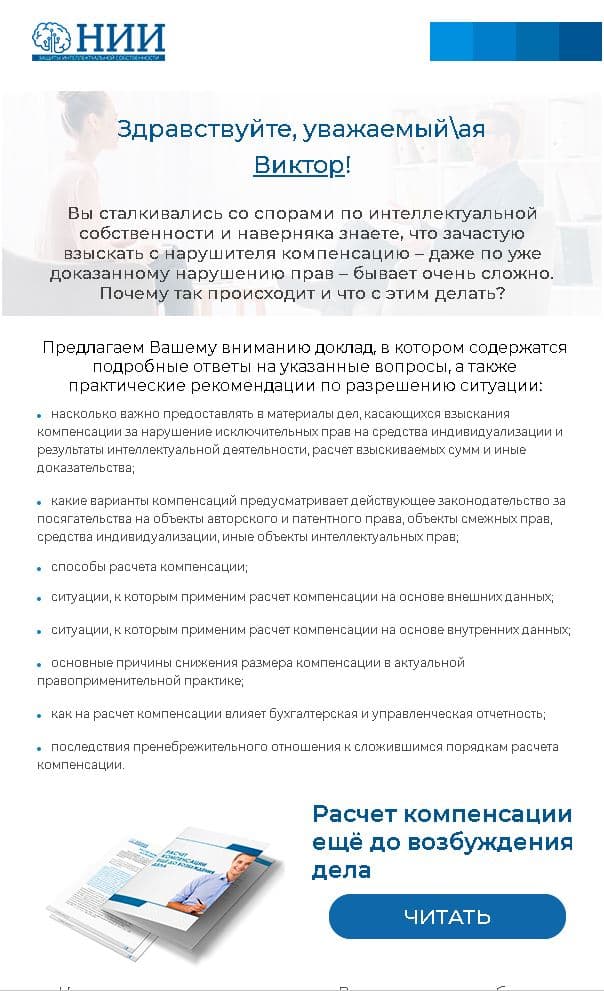 НИИ
ЗАЩИТЫ ИНТЕЛЛЕКТУАЛЬНОЙ СОБСТВЕННОСТИ
Здравствуйте, уважаемый\ая
Виктор!
Вы сталкивались со спорами по интеллектуальной
собственности и наверняка знаете, что зачастую
взыскать с нарушителя компенсацию – даже по уже
доказанному нарушению прав – бывает очень сложно.
Почему так происходит и что с этим делать?
Предлагаем Вашему вниманию доклад, в котором содержатся
подробные ответы на указанные вопросы, а также
практические рекомендации по разрешению ситуации:
• насколько важно предоставлять в материалы дел, касающихся взыскания
компенсации за нарушение исключительных прав на средства индивидуализации и
результаты интеллектуальной деятельности, расчет взыскиваемых сумм и иные
доказательства;
• какие варианты компенсаций предусматривает действующее законодательство за
посягательства на объекты авторского и патентного права, объекты смежных прав,
средства индивидуализации, иные объекты интеллектуальных прав;
• способы расчета компенсации;
• ситуации, к которым применим расчет компенсации на основе внешних данных;
• ситуации, к которым применим расчет компенсации на основе внутренних данных;
• основные причины снижения размера компенсации в актуальной
правоприменительной практике;
• как на расчет компенсации влияет бухгалтерская и управленческая отчетность;
• последствия пренебрежительного отношения к сложившимся порядкам расчета
компенсации.
РАСЧЕТ
КОМПЕНСАЦИИ
ЕЩЁ ДО ВОЗБУЖДЕНИЯ
ДЕЛА
Расчет компенсации
ещё до возбуждения
дела
ЧИТАТЬ